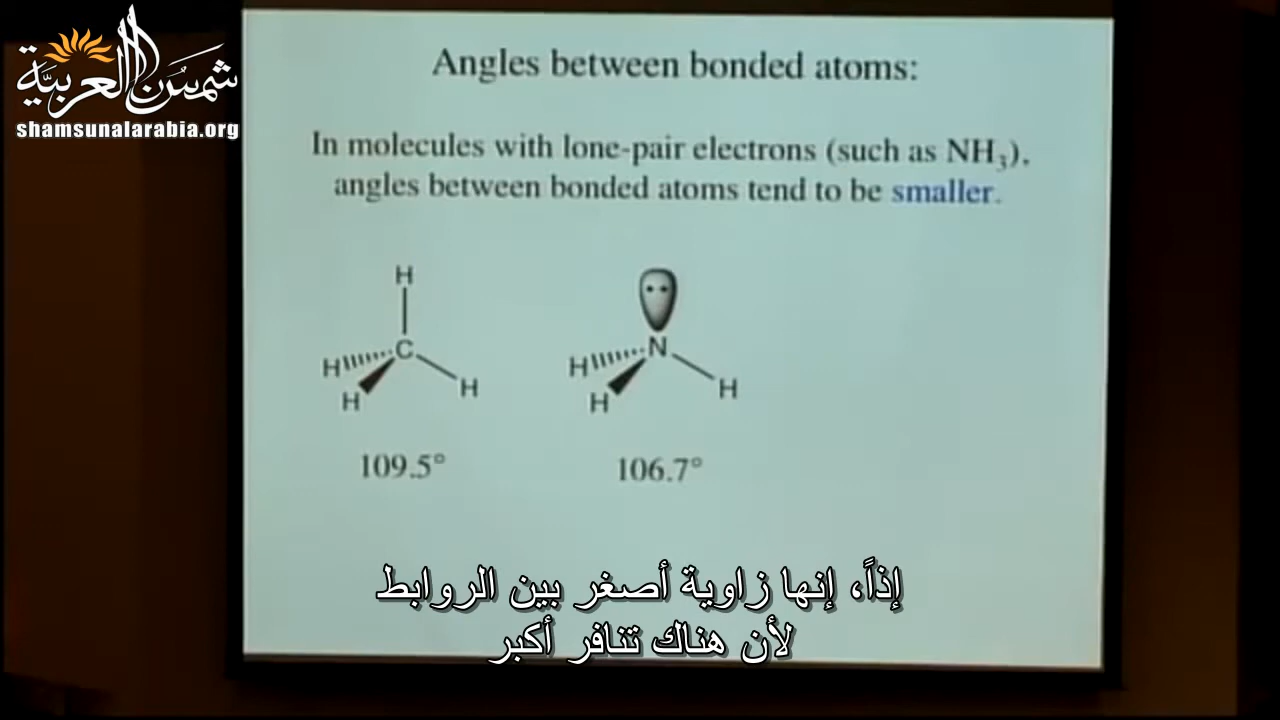 شمس العربية
shamsunalarabia.org
Angles between bonded atoms:
In molecules with lone-pair electrons (such as NH₃),
angles between bonded atoms tend to be smaller.
H
C
H
H
H
N
H
H
H
109.5°
106.7°
إذاً، إنها زاوية أصغر بين الروابط
لأن هناك تنافر أكبر